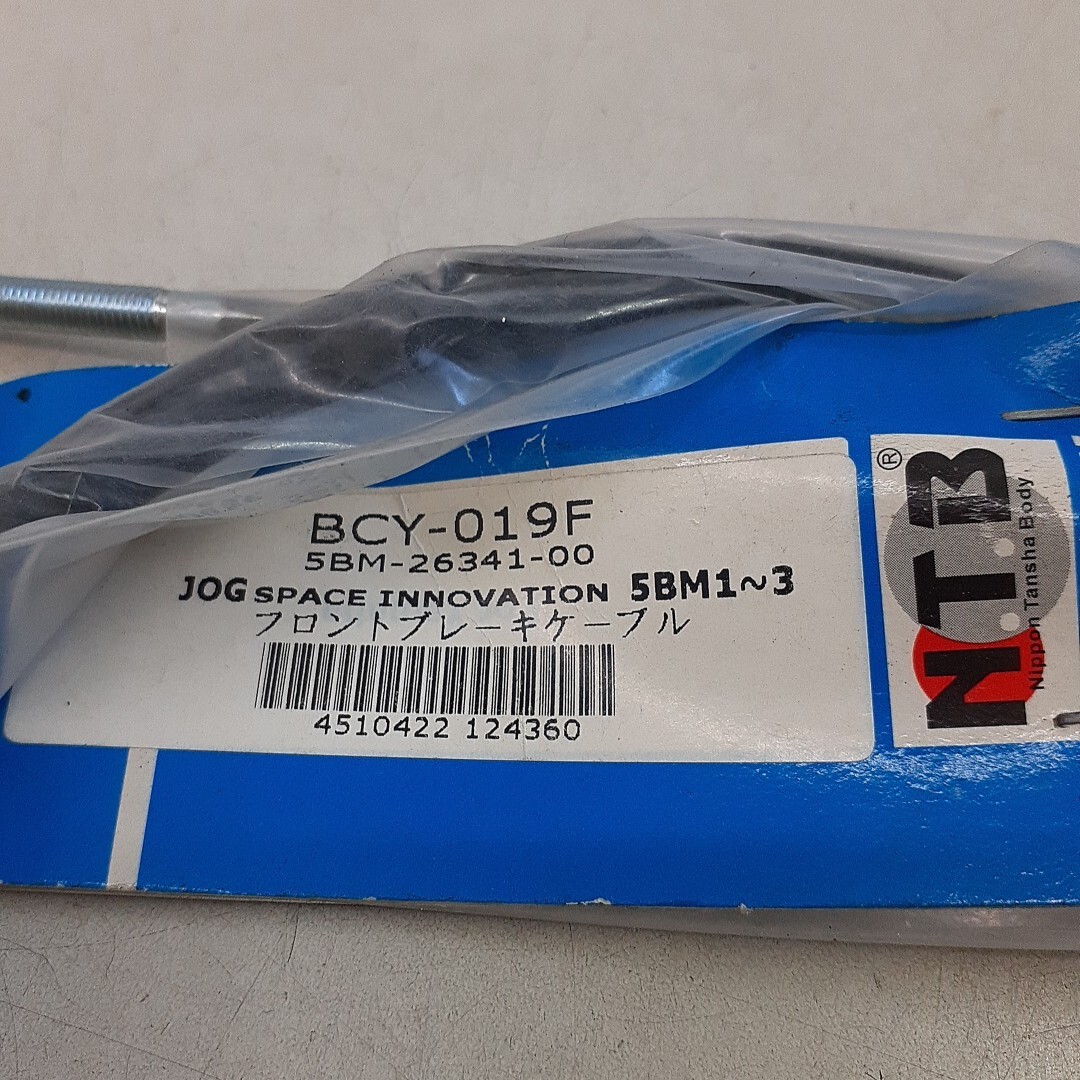 BCY-019F
5BM-26341-00
JOG SPACE INNOVATION 5BM1~3
フロントブレーキケーブル
4510422 124360
NTB®
Nippon Tansha Body